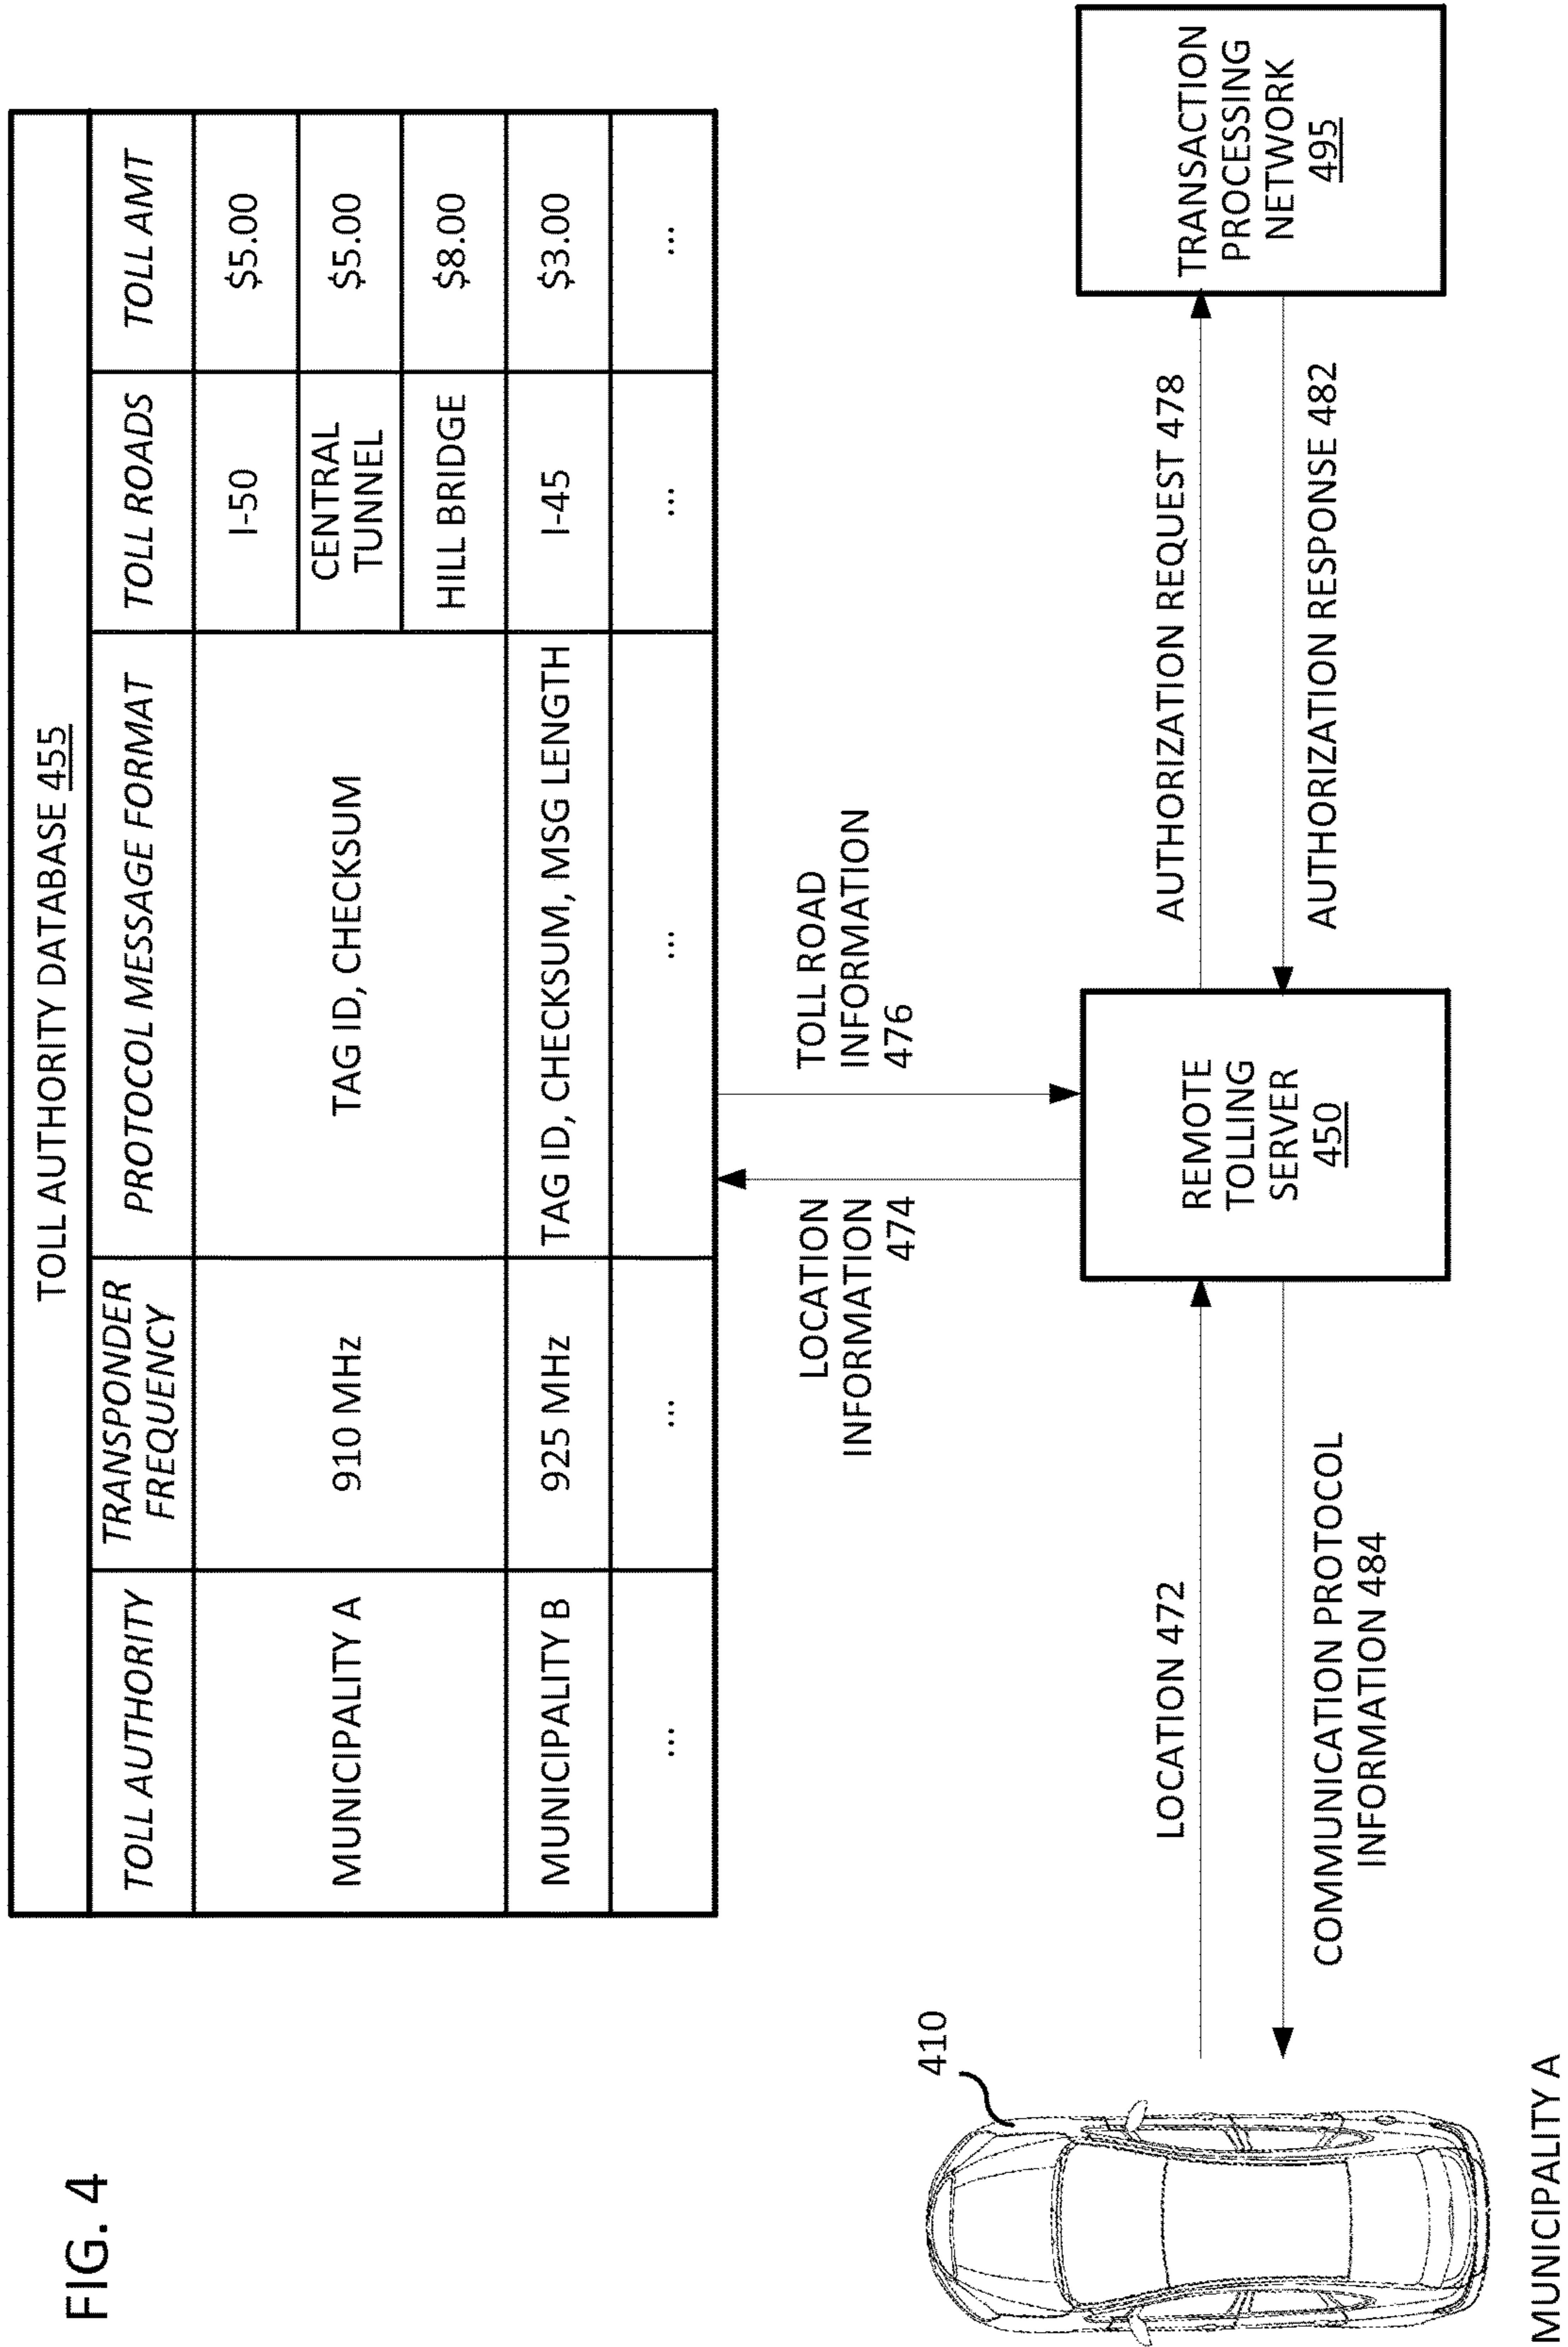 FIG. 4
TOLL AUTHORITY DATABASE 455
TOLL AUTHORITY
TRANSPONDER
FREQUENCY
PROTOCOL MESSAGE FORMAT
TOLL ROADS
TOLL AMT
MUNICIPALITY A
910 MHz
TAG ID, CHECKSUM
I-50
$5.00
CENTRAL
TUNNEL
$5.00
HILL BRIDGE
$8.00
MUNICIPALITY B
925 MHz
TAG ID, CHECKSUM, MSG LENGTH
I-45
$3.00
...
...
...
...
...
LOCATION
INFORMATION
474
TOLL ROAD
INFORMATION
476
410
LOCATION 472
COMMUNICATION PROTOCOL
INFORMATION 484
REMOTE
TOLLING
SERVER
450
AUTHORIZATION REQUEST 478
AUTHORIZATION RESPONSE 482
TRANSACTION
PROCESSING
NETWORK
495
MUNICIPALITY A